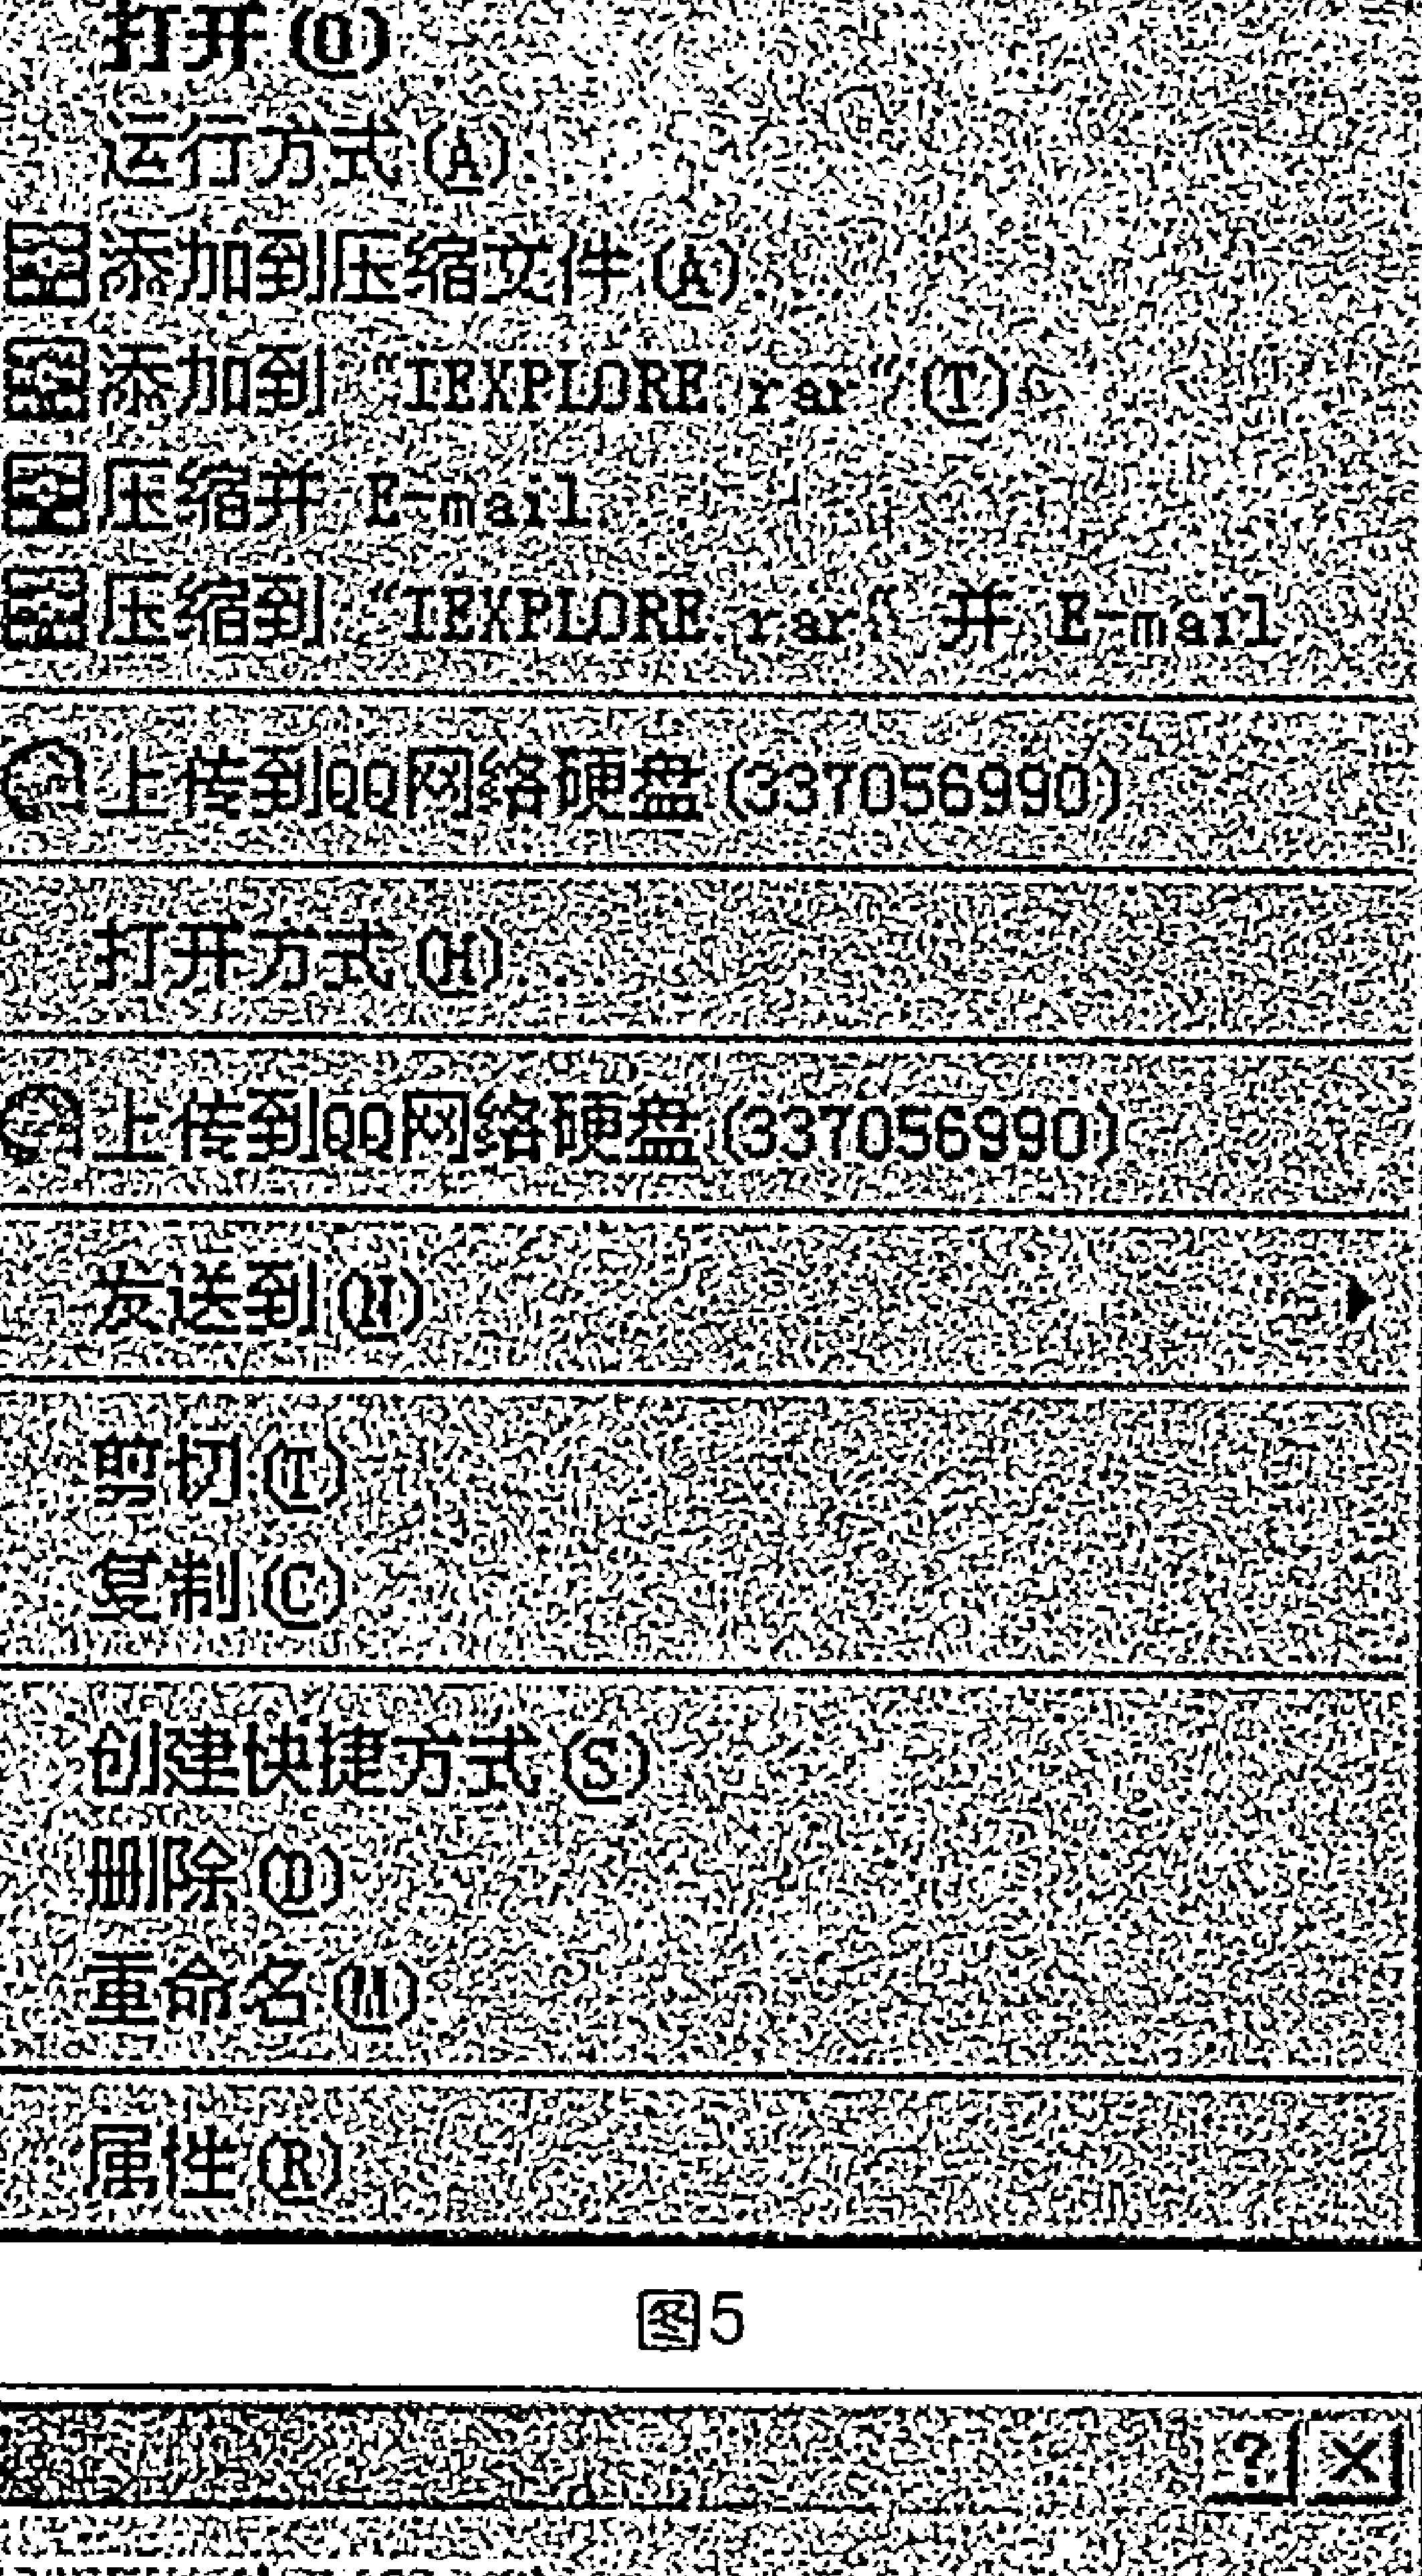 打开(O)
运行方式(A)...
添加到压缩文件(A)...
添加到 "IEXPLORE.rar"(T)
压缩并 E-mail...
压缩到 "IEXPLORE.rar" 并 E-mail
上传到QQ网络硬盘(337056990)
打开方式(H)...
上传到QQ网络硬盘(337056990)
发送到(N)
剪切(T)
复制(C)
创建快捷方式(S)
删除(D)
重命名(M)
属性(R)
图5